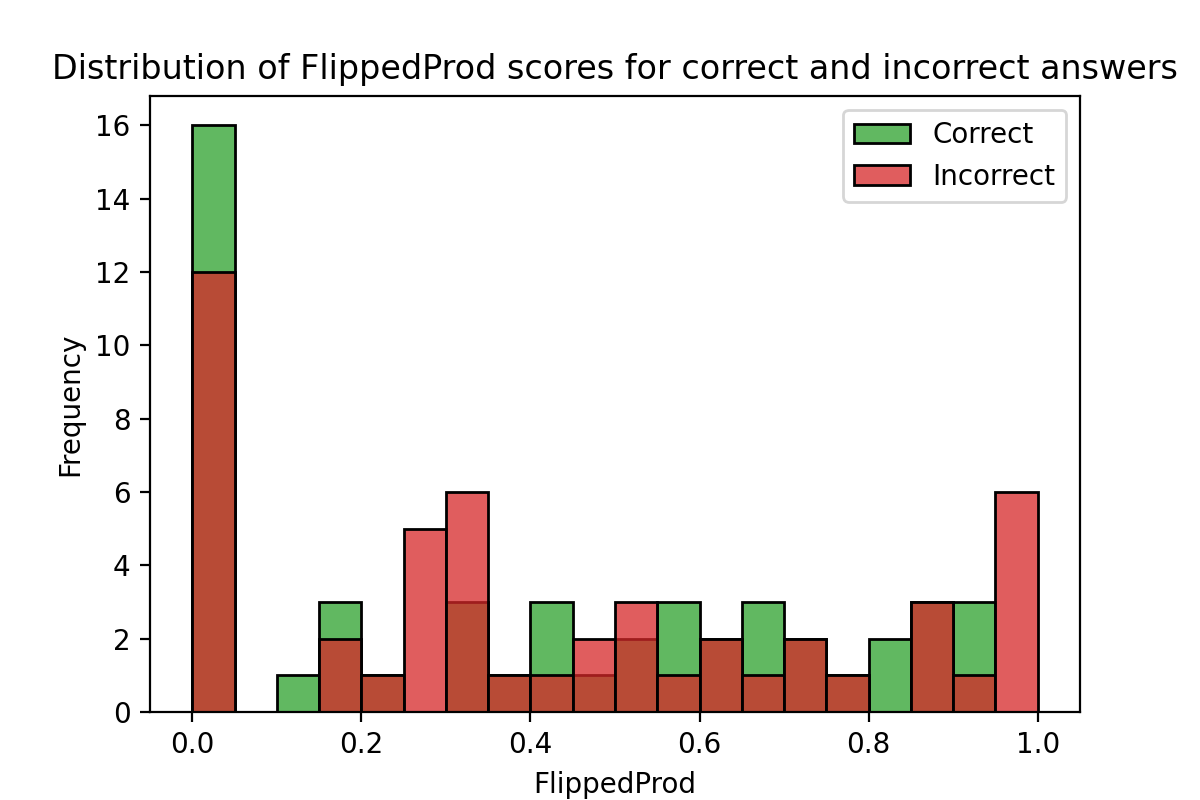 Distribution of FlippedProd scores for correct and incorrect answers
Correct
Incorrect
16
14
12
10
8
6
4
2
0
Frequency
0.0 0.2 0.4 0.6 0.8 1.0
FlippedProd